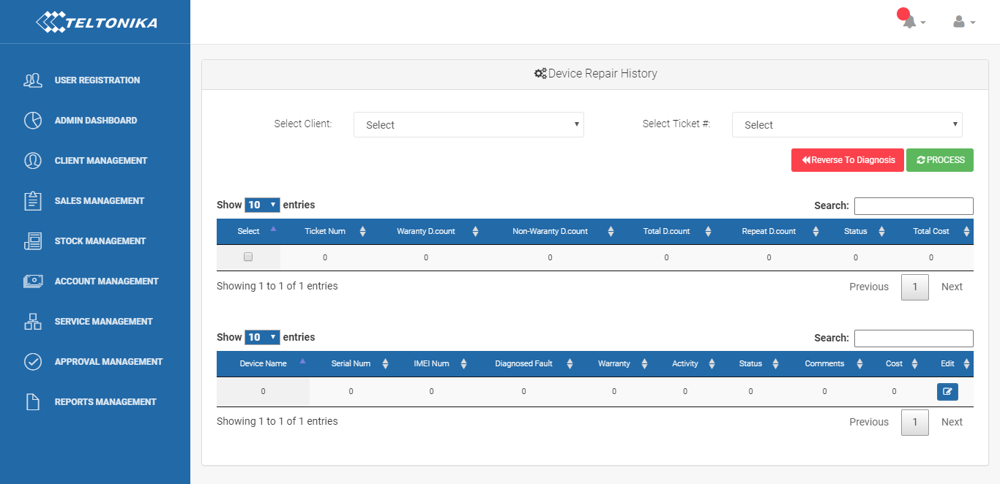 TELTONIKA
USER REGISTRATION
ADMIN DASHBOARD
CLIENT MANAGEMENT
SALES MANAGEMENT
STOCK MANAGEMENT
ACCOUNT MANAGEMENT
SERVICE MANAGEMENT
APPROVAL MANAGEMENT
REPORTS MANAGEMENT
Device Repair History
Select Client: Select Select Ticket #: Select
Reverse To Diagnosis PROCESS
Show 10 entries Search:
Select Ticket Num Waranty D.count Non-Waranty D.count Total D.count Repeat D.count Status Total Cost
0 0 0 0 0 0 0
Showing 1 to 1 of 1 entries Previous 1 Next
Show 10 entries Search:
Device Name Serial Num IMEI Num Diagnosed Fault Warranty Activity Status Comments Cost Edit
0 0 0 0 0 0 0 0 0
Showing 1 to 1 of 1 entries Previous 1 Next